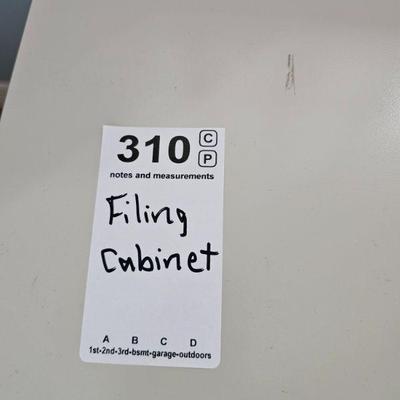 310 C
P
notes and measurements
Filing
Cabinet
A B C D
1st-2nd-3rd-bsmt-garage-outdoors